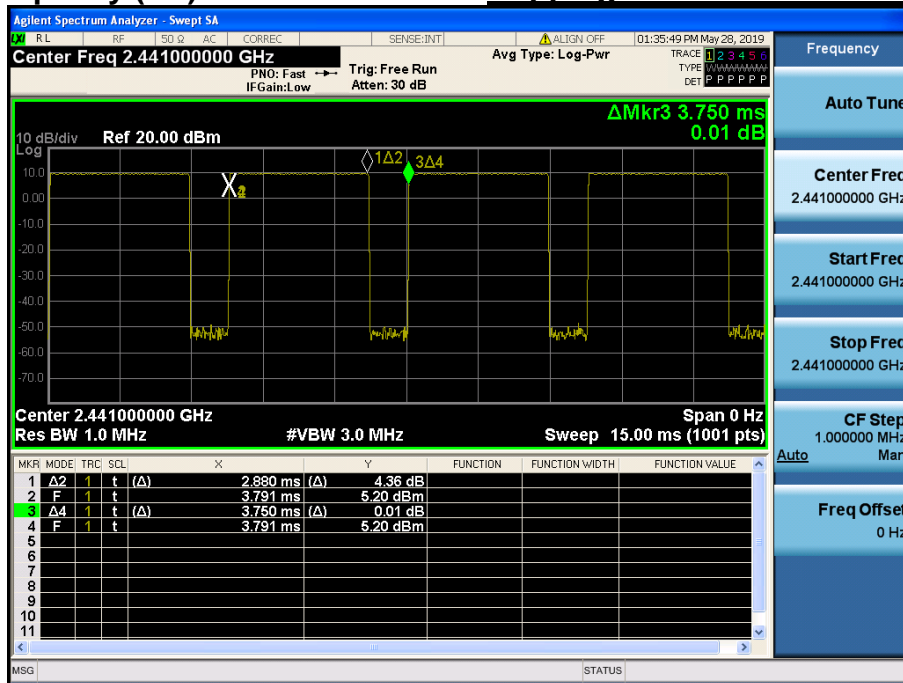 Agilent Spectrum Analyzer - Swept SA
LXI RL RF 50 Ω AC CORREC SENSE:INT ALIGN OFF 01:35:49 PM May 28, 2019
Center Freq 2.441000000 GHz
PNO: Fast
IFGain:Low
Trig: Free Run
Atten: 30 dB
Avg Type: Log-Pwr
TRACE 1 2 3 4 5 6
TYPE
DET P P P P P P
ΔMkr3 3.750 ms
0.01 dB
10 dB/div Ref 20.00 dBm
Log
1Δ2 3Δ4
10.0
0.00
-10.0
-20.0
-30.0
-40.0
-50.0
-60.0
-70.0
Center 2.441000000 GHz Span 0 Hz
Res BW 1.0 MHz #VBW 3.0 MHz Sweep 15.00 ms (1001 pts)
MKR MODE TRC SCL X Y FUNCTION FUNCTION WIDTH FUNCTION VALUE
1 Δ2 1 t (Δ) 2.880 ms (Δ) 4.36 dB
2 F 1 t 3.791 ms 5.20 dBm
3 Δ4 1 t (Δ) 3.750 ms (Δ) 0.01 dB
4 F 1 t 3.791 ms 5.20 dBm
5
6
7
8
9
10
11
MSG STATUS
Frequency
Auto Tune
Center Freq
2.441000000 GHz
Start Freq
2.441000000 GHz
Stop Freq
2.441000000 GHz
CF Step
1.000000 MHz
Auto Man
Freq Offset
0 Hz